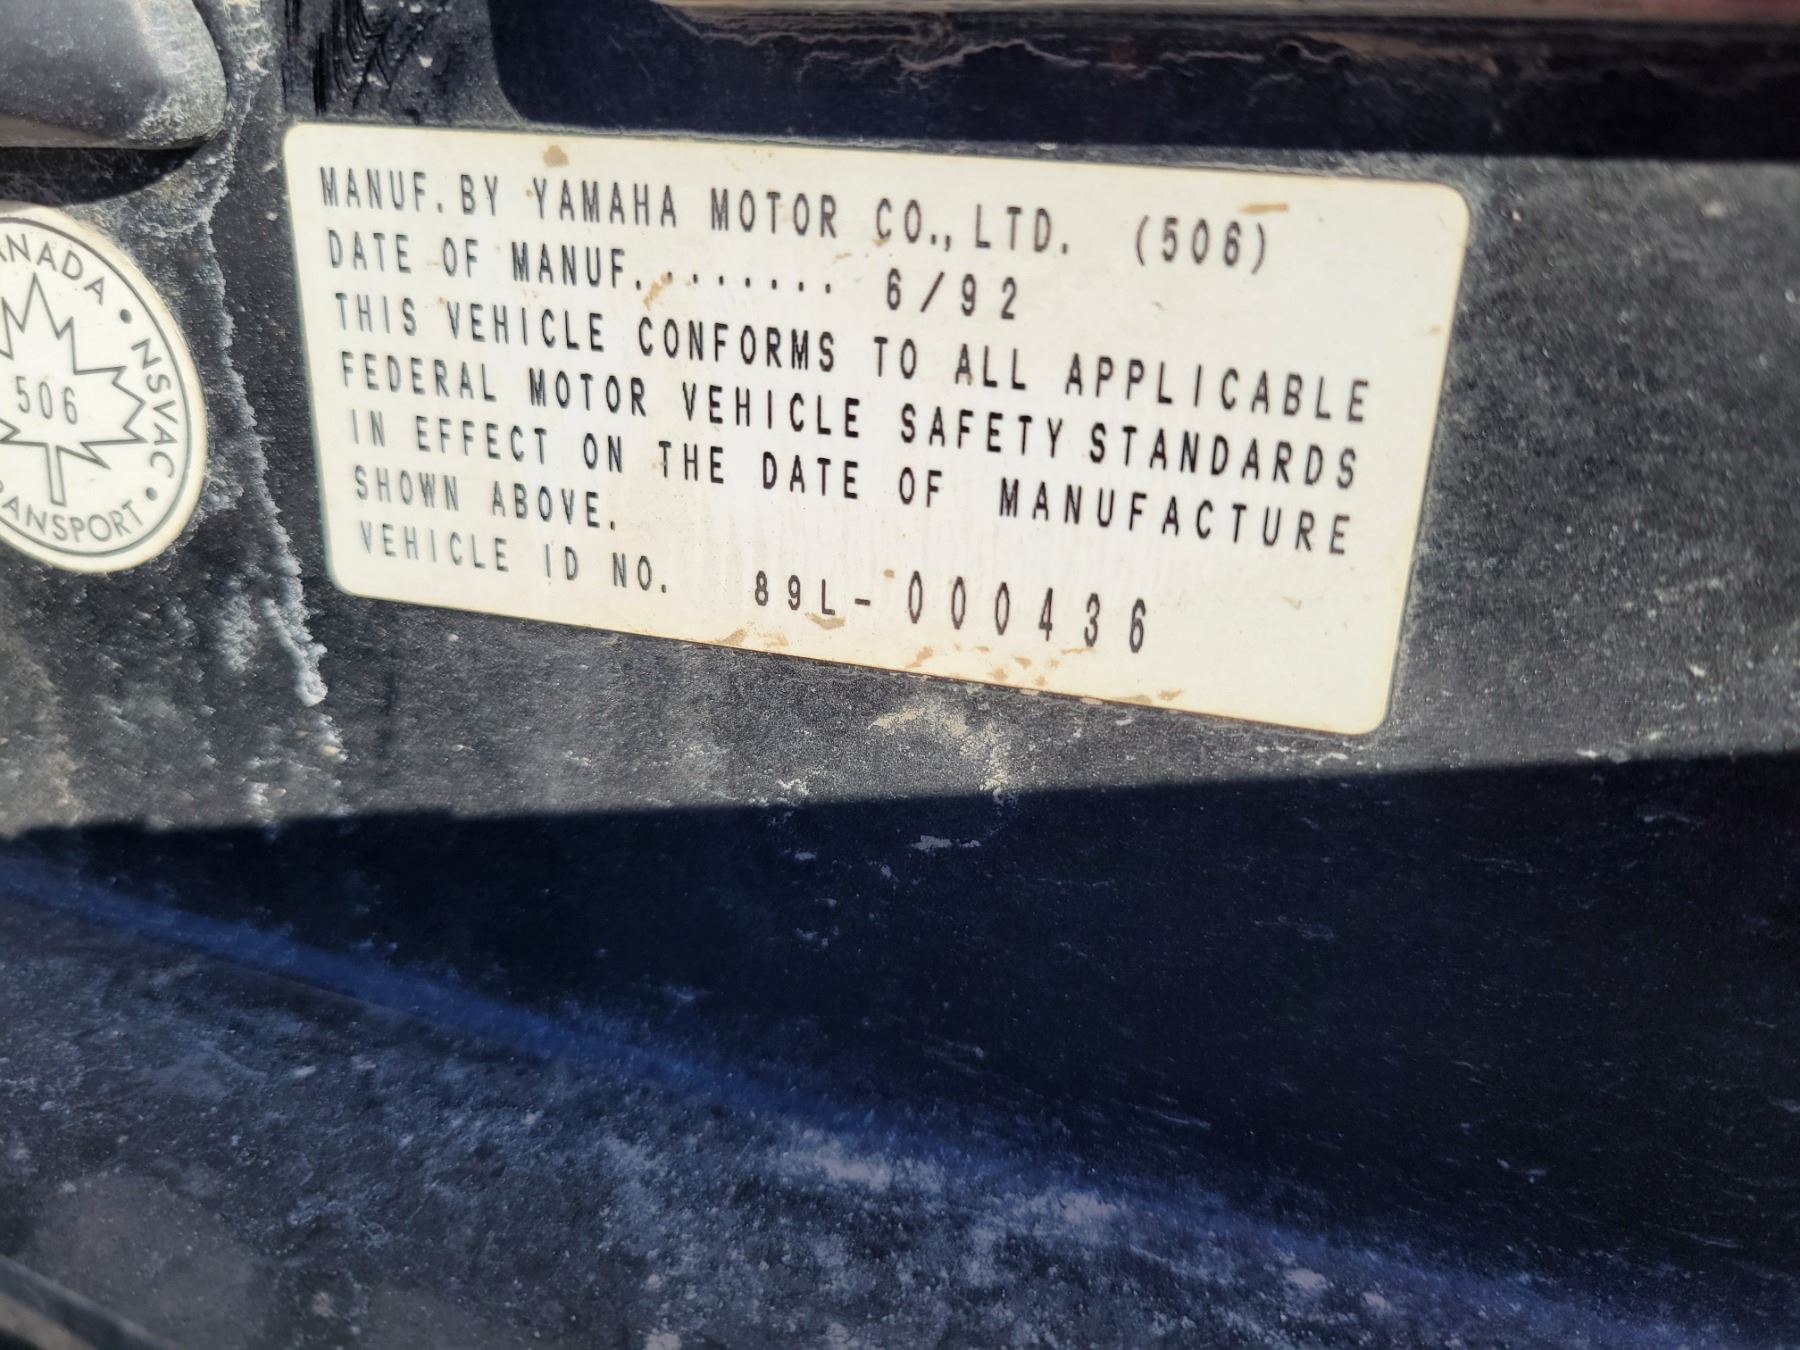 MANUF. BY YAMAHA MOTOR CO., LTD. (506)
DATE OF MANUF........ 6/92
THIS VEHICLE CONFORMS TO ALL APPLICABLE
FEDERAL MOTOR VEHICLE SAFETY STANDARDS
IN EFFECT ON THE DATE OF MANUFACTURE
SHOWN ABOVE.
VEHICLE ID NO. 89L-000436
NSVAC
506